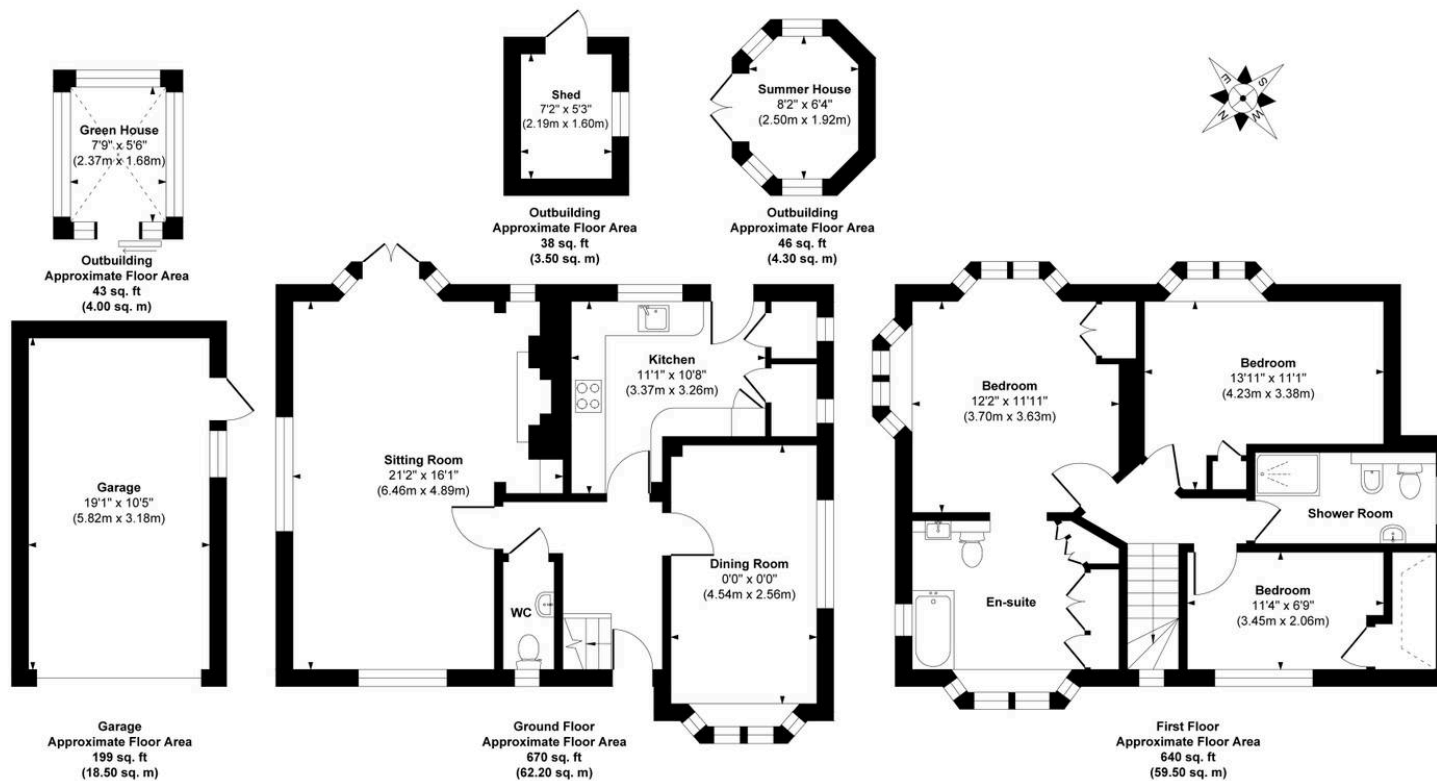 Green House
7'9" x 5'6"
(2.37m x 1.68m)
Outbuilding
Approximate Floor Area
43 sq. ft
(4.00 sq. m)
Shed
7'2" x 5'3"
(2.19m x 1.60m)
Outbuilding
Approximate Floor Area
38 sq. ft
(3.50 sq. m)
Summer House
8'2" x 6'4"
(2.50m x 1.92m)
Outbuilding
Approximate Floor Area
46 sq. ft
(4.30 sq. m)
E
S
N
W
Garage
19'1" x 10'5"
(5.82m x 3.18m)
Garage
Approximate Floor Area
199 sq. ft
(18.50 sq. m)
Sitting Room
21'2" x 16'1"
(6.46m x 4.89m)
Kitchen
11'1" x 10'8"
(3.37m x 3.26m)
WC
Dining Room
0'0" x 0'0"
(4.54m x 2.56m)
Ground Floor
Approximate Floor Area
670 sq. ft
(62.20 sq. m)
Bedroom
12'2" x 11'11"
(3.70m x 3.63m)
Bedroom
13'11" x 11'1"
(4.23m x 3.38m)
Shower Room
En-suite
Bedroom
11'4" x 6'9"
(3.45m x 2.06m)
First Floor
Approximate Floor Area
640 sq. ft
(59.50 sq. m)